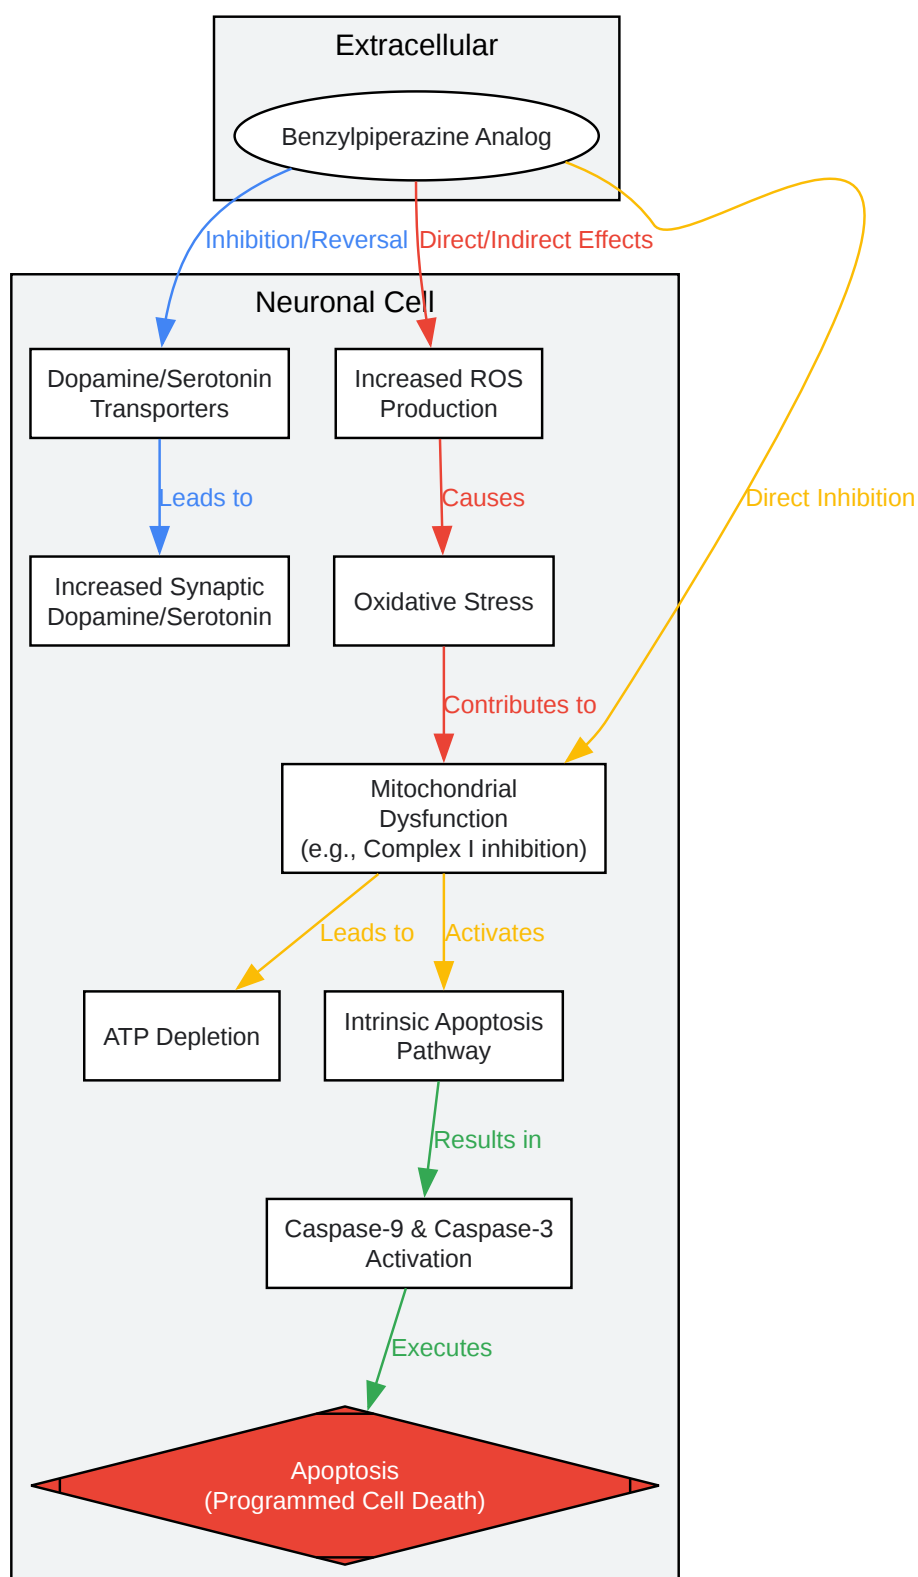 Extracellular
Benzylpiperazine Analog
Inhibition/Reversal
Direct/Indirect Effects
Neuronal Cell
Dopamine/Serotonin
Transporters
Increased ROS
Production
Leads to
Causes
Direct Inhibition
Increased Synaptic
Dopamine/Serotonin
Oxidative Stress
Contributes to
Mitochondrial
Dysfunction
(e.g., Complex I inhibition)
Leads to
Activates
ATP Depletion
Intrinsic Apoptosis
Pathway
Results in
Caspase-9 & Caspase-3
Activation
Executes
Apoptosis
(Programmed Cell Death)